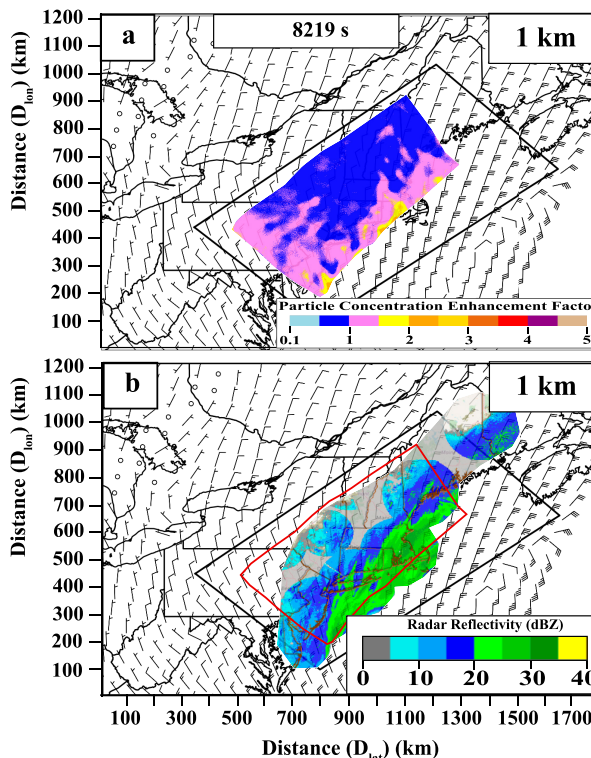 a
8219 s
1 km
1200
1100
1000
900
800
700
600
500
400
300
200
100
Distance (D_lon) (km)
Particle Concentration Enhancement Facto
0.1 1 2 3 4 5
b
1 km
1200
1100
1000
900
800
700
600
500
400
300
200
100
Distance (D_lon) (km)
Radar Reflectivity (dBZ)
0 10 20 30 40
100 300 500 700 900 1100 1300 1500 1700
Distance (D_lat) (km)